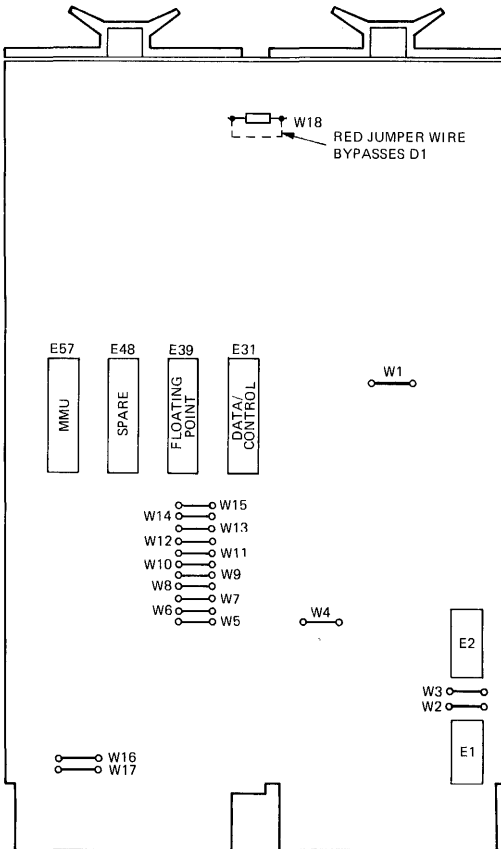 W18
RED JUMPER WIRE
BYPASSES D1
E57
E48
E39
E31
MMU
SPARE
FLOATING
POINT
DATA/
CONTROL
W1
W15
W14
W13
W12
W11
W10
W9
W8
W7
W6
W5
W4
E2
W3
W2
E1
W16
W17